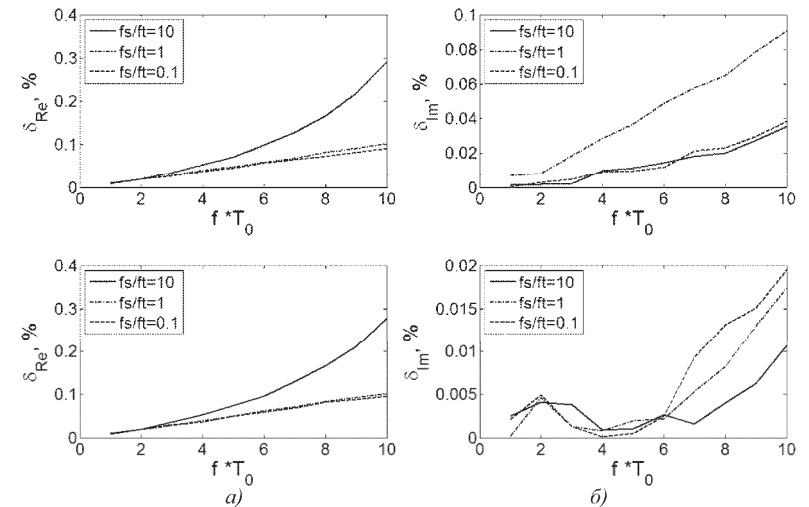 0.4
0.3
0.2
0.1
0
δRe, %
fs/ft=10
fs/ft=1
fs/ft=0.1
0 2 4 6 8 10
f *T0
0.1
0.08
0.06
0.04
0.02
0
δIm, %
fs/ft=10
fs/ft=1
fs/ft=0.1
0 2 4 6 8 10
f *T0
0.4
0.3
0.2
0.1
0
δRe, %
fs/ft=10
fs/ft=1
fs/ft=0.1
0 2 4 6 8 10
f *T0
а)
0.02
0.015
0.01
0.005
0
δIm, %
fs/ft=10
fs/ft=1
fs/ft=0.1
0 2 4 6 8 10
f *T0
б)